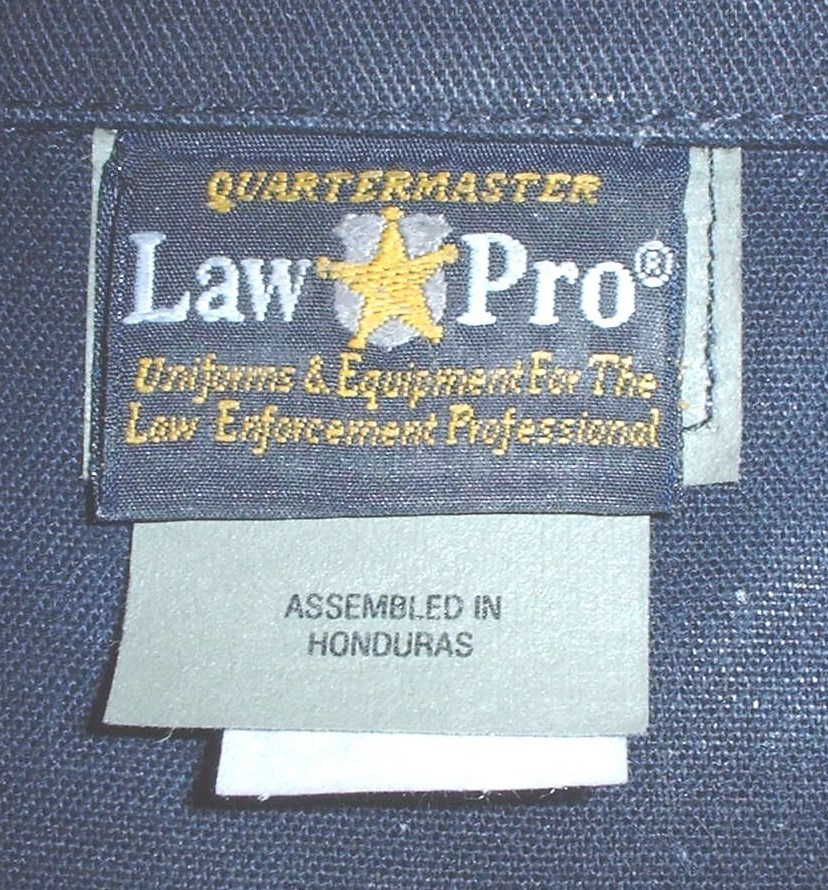 QUARTERMASTER
Law Pro®
Uniforms & Equipment For The
Law Enforcement Professional
ASSEMBLED IN
HONDURAS